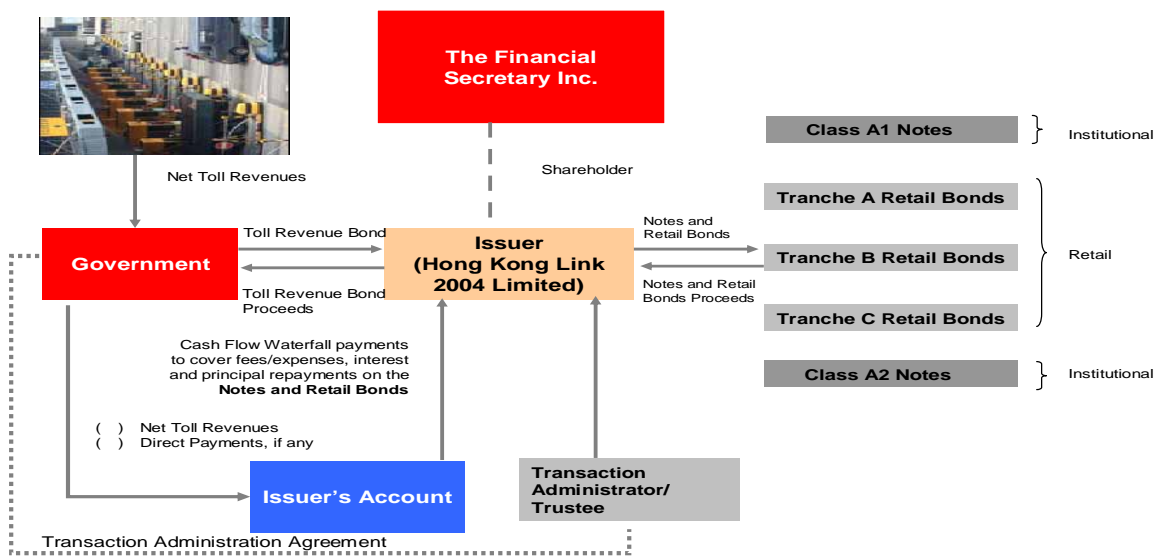 The Financial
Secretary Inc.
Class A1 Notes
Institutional
Net Toll Revenues
Shareholder
Tranche A Retail Bonds
Toll Revenue Bond
Notes and
Retail Bonds
Government
Issuer
(Hong Kong Link
2004 Limited)
Tranche B Retail Bonds
Retail
Toll Revenue Bond
Proceeds
Notes and Retail
Bonds Proceeds
Tranche C Retail Bonds
Cash Flow Waterfall payments
to cover fees/expenses, interest
and principal repayments on the
Notes and Retail Bonds
Class A2 Notes
Institutional
( ) Net Toll Revenues
( ) Direct Payments, if any
Issuer's Account
Transaction
Administrator/
Trustee
Transaction Administration Agreement